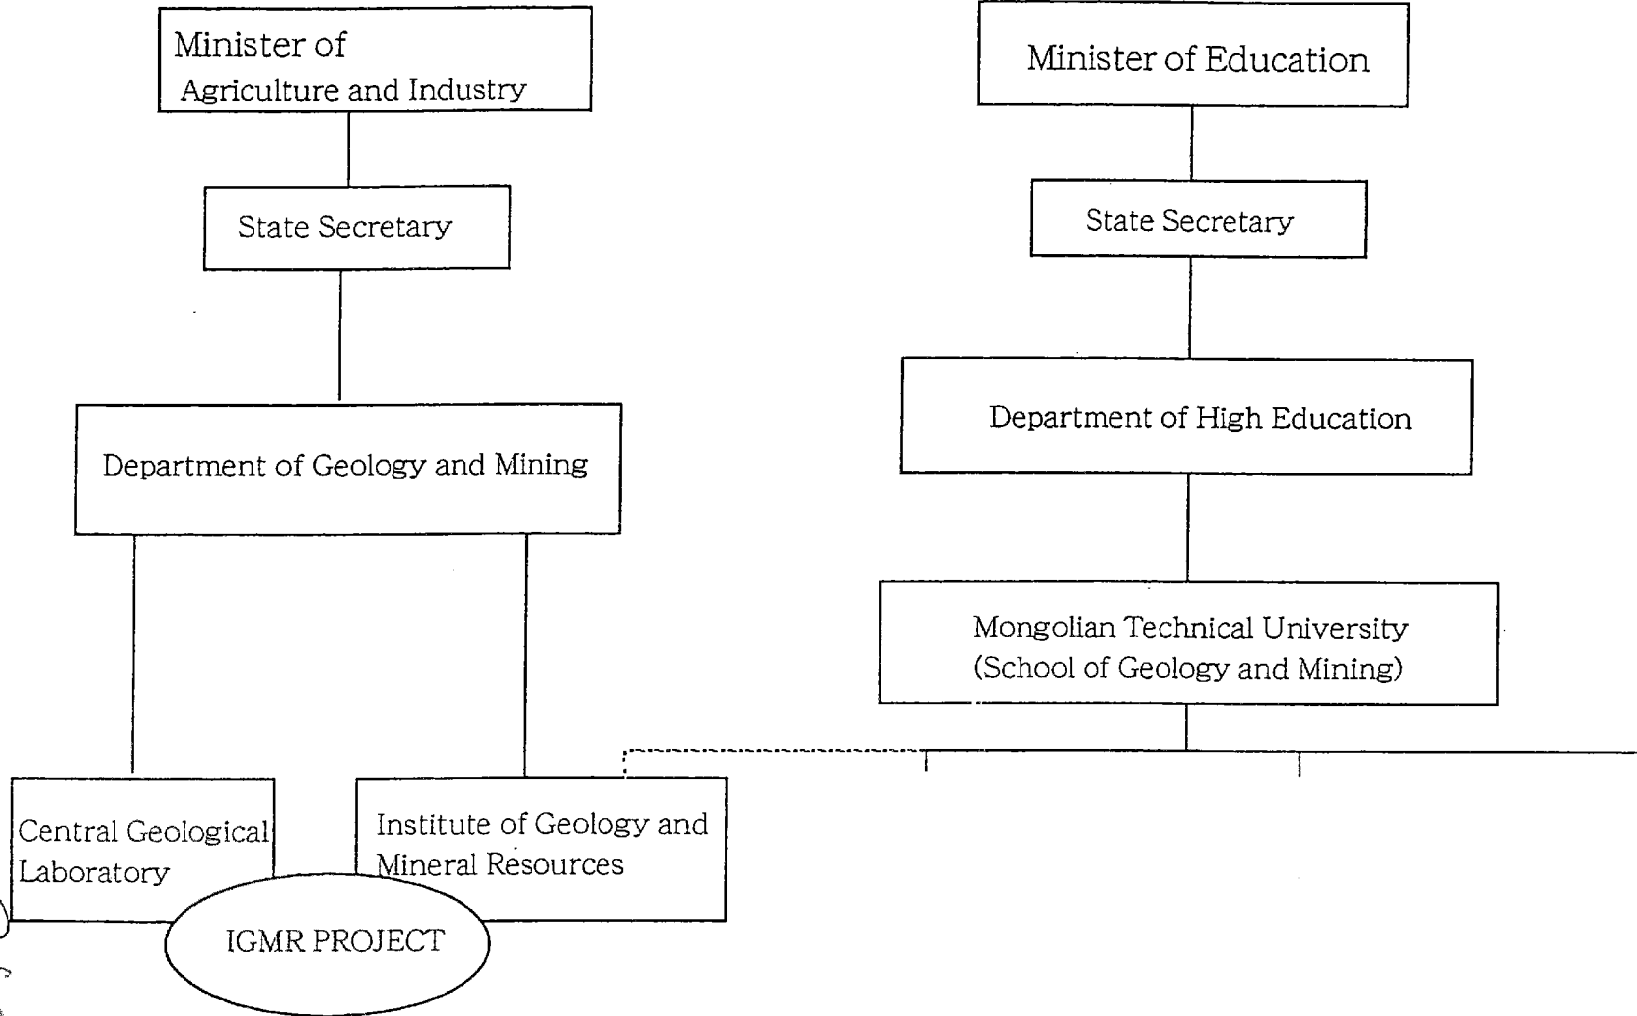 Minister of
Agriculture and Industry
State Secretary
Department of Geology and Mining
Central Geological
Laboratory
Institute of Geology and
Mineral Resources
IGMR PROJECT
Minister of Education
State Secretary
Department of High Education
Mongolian Technical University
(School of Geology and Mining)